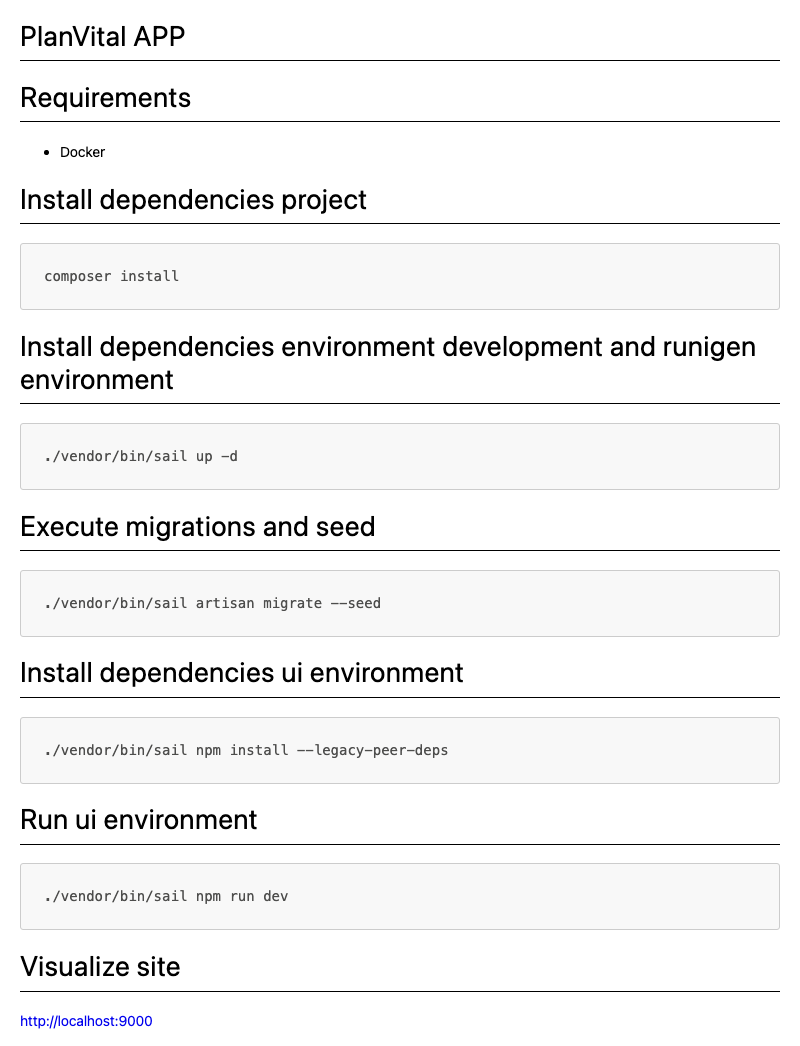 PlanVital APP
Requirements
Docker
Install dependencies project
composer install
Install dependencies environment development and runigen
environment
./vendor/bin/sail up -d
Execute migrations and seed
./vendor/bin/sail artisan migrate --seed
Install dependencies ui environment
./vendor/bin/sail npm install --legacy-peer-deps
Run ui environment
./vendor/bin/sail npm run dev
Visualize site
http://localhost:9000